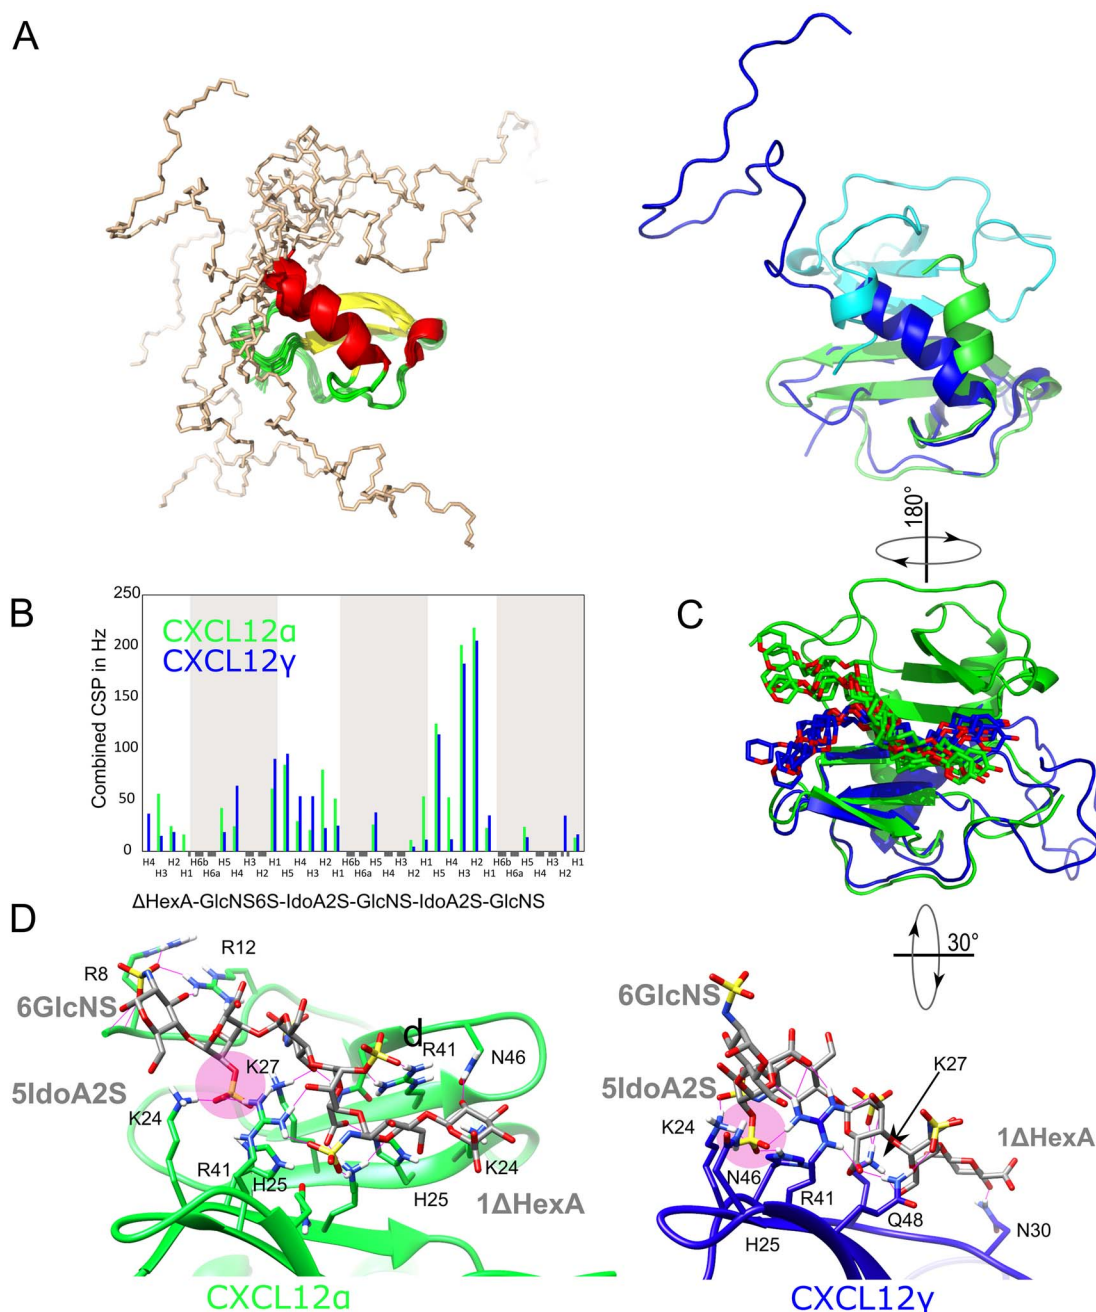 A
180°
B
C
250
200
150
100
50
0
Combined CSP in Hz
CXCL12α
CXCL12γ
H4 H2 H6b H5 H3 H1 H4 H2 H6b H5 H3 H1 H4 H2 H6b H5 H3 H1
H3 H1 H6a H4 H2 H5 H3 H1 H6a H4 H2 H5 H3 H1 H6a H4 H2
ΔHexA-GlcNS6S-IdoA2S-GlcNS-IdoA2S-GlcNS
30°
D
R12
R8
6GlcNS
d
R41
N46
K27
5IdoA2S
K24
R41
H25
H25
K24
1ΔHexA
CXCL12α
6GlcNS
K27
5IdoA2S
K24
1ΔHexA
N46
R41
Q48
H25
N30
CXCL12γ